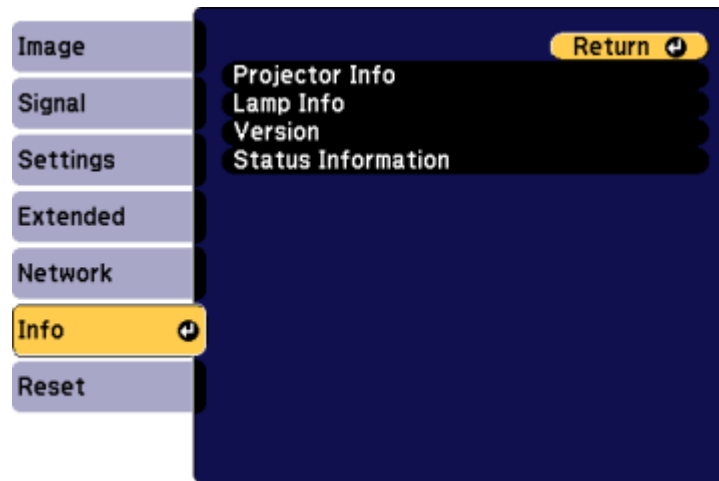 Image
Signal
Settings
Extended
Network
Info
Reset
Return
Projector Info
Lamp Info
Version
Status Information